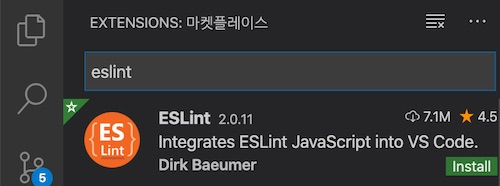 EXTENSIONS: 마켓플레이스
eslint
ES
Lint
ESLint 2.0.11 7.1M 4.5
Integrates ESLint JavaScript into VS Code.
Dirk Baeumer Install
5